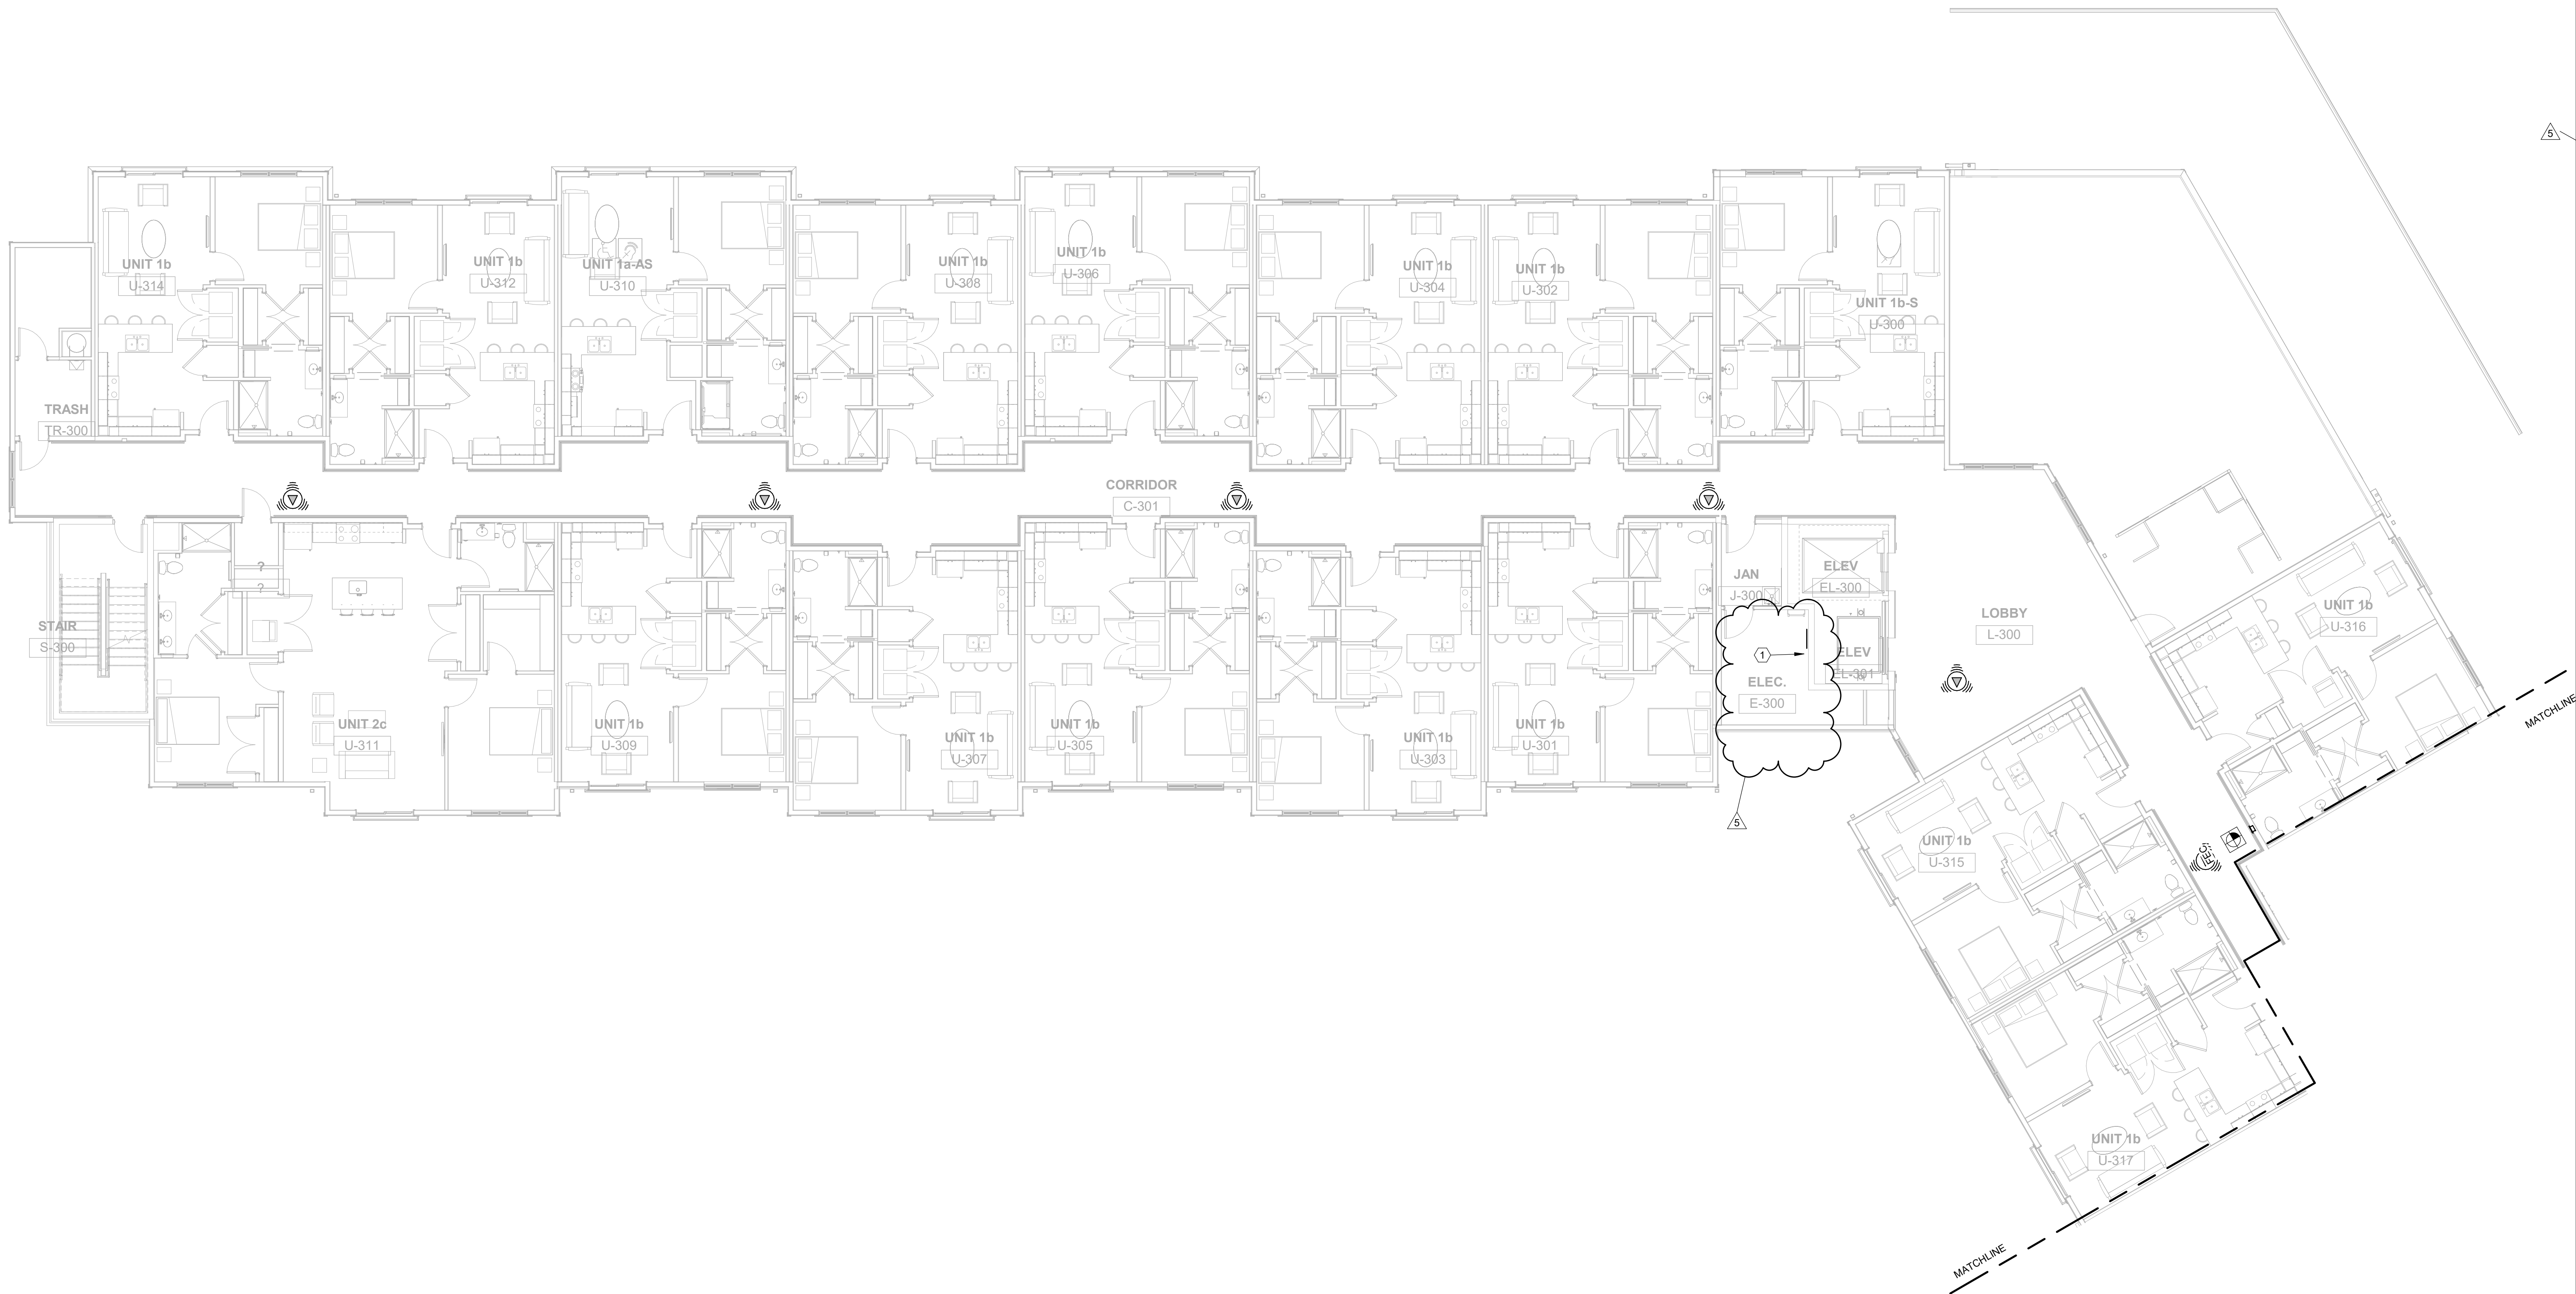 5
UNIT 1b
U-314
UNIT 1b
U-312
UNIT 1a-AS
U-310
UNIT 1b
U-308
UNIT 1b
U-306
UNIT 1b
U-304
UNIT 1b
U-302
UNIT 1b-S
U-300
TRASH
TR-300
CORRIDOR
C-301
?
?
JAN
J-300
ELEV
EL-300
LOBBY
L-300
UNIT 1b
U-316
STAIR
S-300
1
ELEV
EL-301
ELEC.
E-300
MATCHLINE
UNIT 2c
U-311
UNIT 1b
U-309
UNIT 1b
U-307
UNIT 1b
U-305
UNIT 1b
U-303
UNIT 1b
U-301
5
UNIT 1b
U-315
UNIT 1b
U-317
MATCHLINE